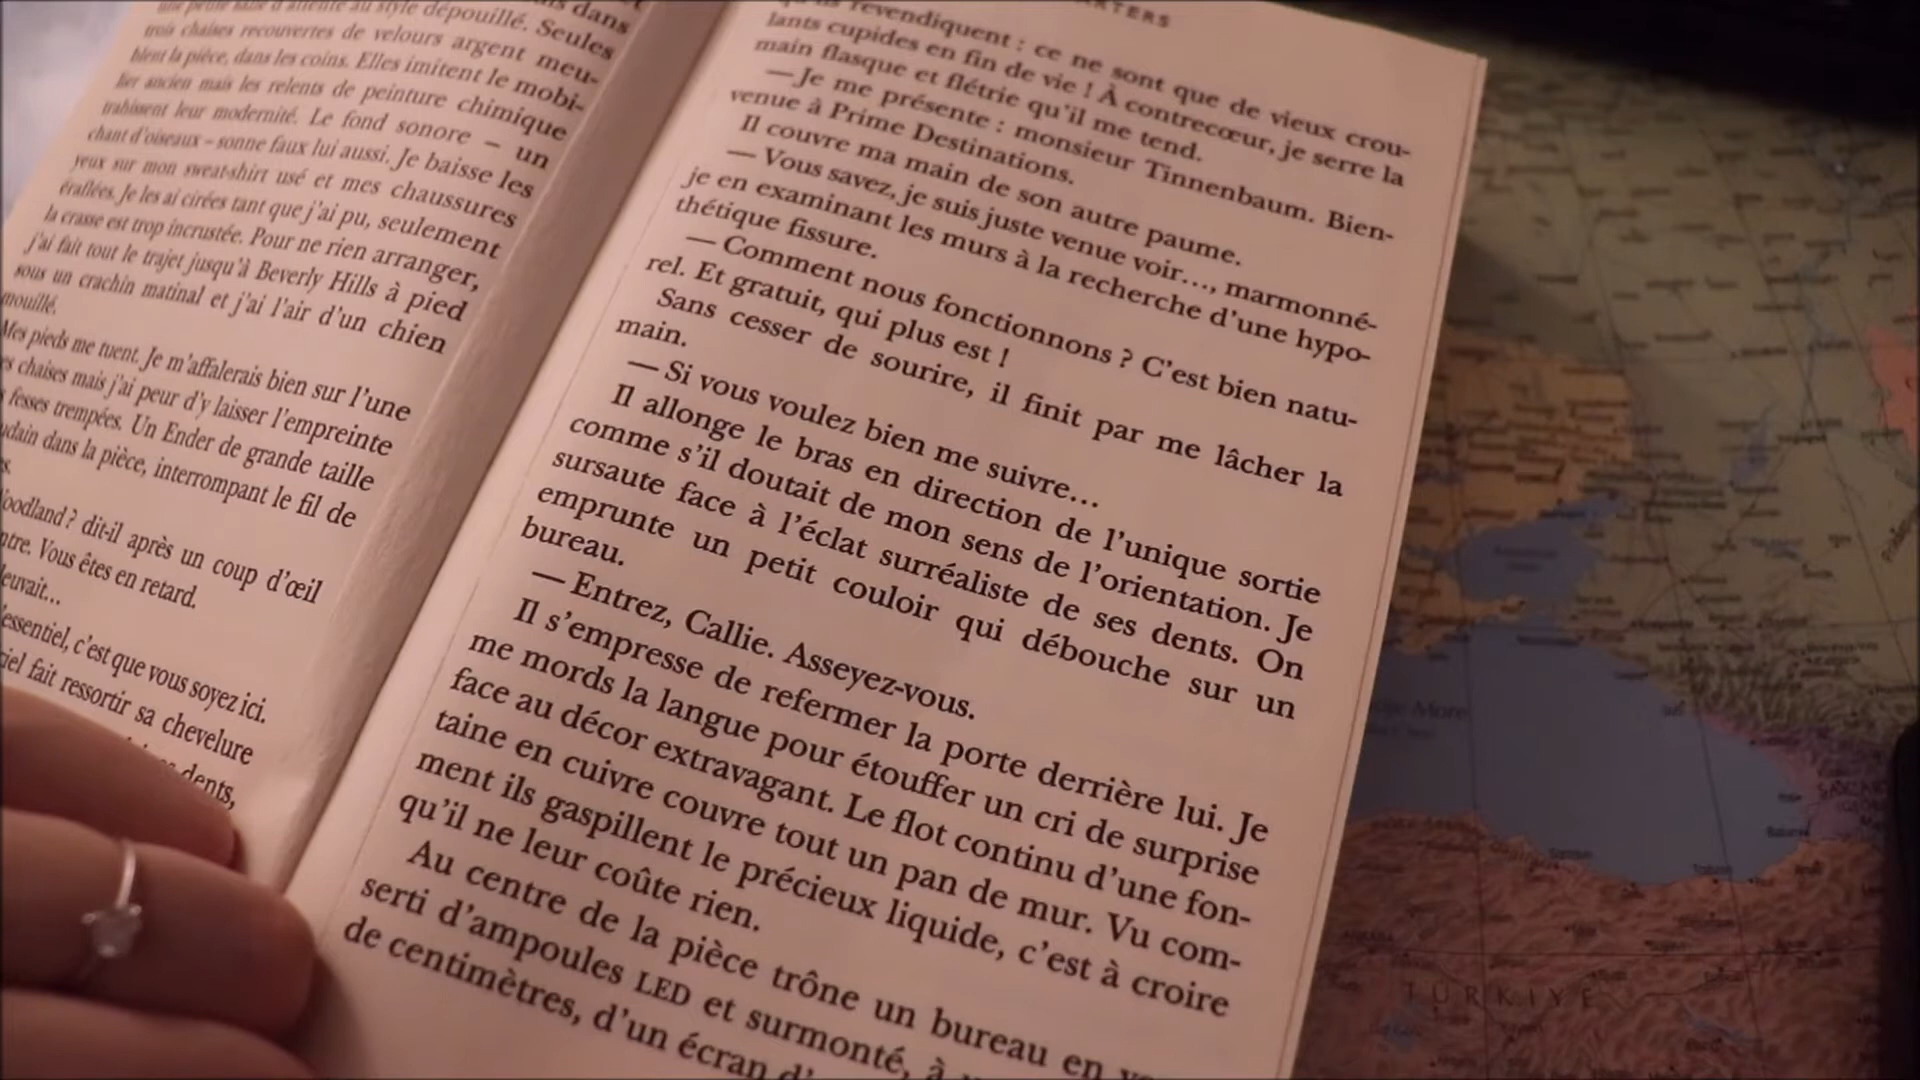 une petite salle d'attente au style dépouillé. Seules
trois chaises recouvertes de velours argent meu-
blent la pièce, dans les coins. Elles imitent le mobi-
lier ancien mais les relents de peinture chimique
trahissent leur modernité. Le fond sonore – un
chant d'oiseaux – sonne faux lui aussi. Je baisse les
yeux sur mon sweat-shirt usé et mes chaussures
éraflées. Je les ai cirées tant que j'ai pu, seulement
la crasse est trop incrustée. Pour ne rien arranger,
j'ai fait tout le trajet jusqu'à Beverly Hills à pied
sous un crachin matinal et j'ai l'air d'un chien
mouillé.
Mes pieds me tuent. Je m'affalerais bien sur l'une
chaises mais j'ai peur d'y laisser l'empreinte
fesses trempées. Un Ender de grande taille
dans la pièce, interrompant le fil de
oodland ? dit-il après un coup d'œil
Vous êtes en retard.
leuvait...
essentiel, c'est que vous soyez ici.
fait ressortir sa chevelure
dents,
revendiquent : ce ne sont que de vieux crou-
lants cupides en fin de vie ! À contrecœur, je serre la
main flasque et flétrie qu'il me tend.
— Je me présente : monsieur Tinnenbaum. Bien-
venue à Prime Destinations.
Il couvre ma main de son autre paume.
— Vous savez, je suis juste venue voir..., marmonné-
je en examinant les murs à la recherche d'une hypo-
thétique fissure.
— Comment nous fonctionnons ? C'est bien natu-
rel. Et gratuit, qui plus est !
Sans cesser de sourire, il finit par me lâcher la
main.
— Si vous voulez bien me suivre...
Il allonge le bras en direction de l'unique sortie
comme s'il doutait de mon sens de l'orientation. Je
sursaute face à l'éclat surréaliste de ses dents. On
emprunte un petit couloir qui débouche sur un
bureau.
— Entrez, Callie. Asseyez-vous.
Il s'empresse de refermer la porte derrière lui. Je
me mords la langue pour étouffer un cri de surprise
face au décor extravagant. Le flot continu d'une fon-
taine en cuivre couvre tout un pan de mur. Vu com-
ment ils gaspillent le précieux liquide, c'est à croire
qu'il ne leur coûte rien.
Au centre de la pièce trône un bureau en
serti d'ampoules LED et surmonté, à
de centimètres, d'un écran d'
TÜRKIYE